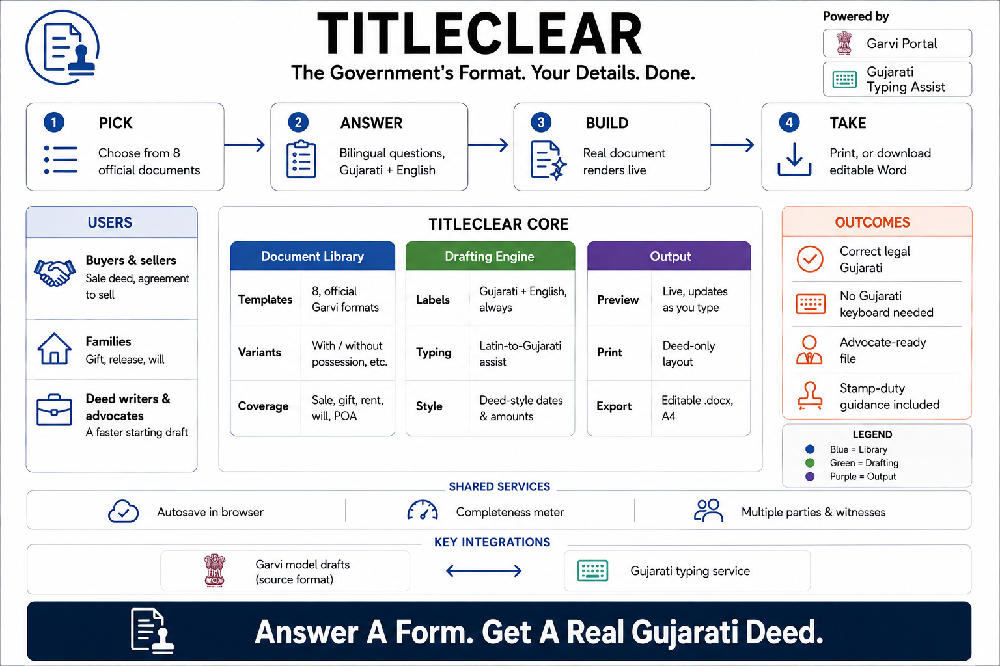 TITLECLEAR
The Government's Format. Your Details. Done.
Powered by
Garvi Portal
Gujarati
Typing Assist
1
PICK
Choose from 8
official documents
2
ANSWER
Bilingual questions,
Gujarati + English
3
BUILD
Real document
renders live
4
TAKE
Print, or download
editable Word
USERS
Buyers & sellers
Sale deed, agreement
to sell
Families
Gift, release, will
Deed writers &
advocates
A faster starting draft
TITLECLEAR CORE
Document Library
Templates
8, official
Garvi formats
Variants
With / without
possession, etc.
Coverage
Sale, gift, rent,
will, POA
Drafting Engine
Labels
Gujarati + English,
always
Typing
Latin-to-Gujarati
assist
Style
Deed-style dates
& amounts
Output
Preview
Live, updates
as you type
Print
Deed-only
layout
Export
Editable .docx,
A4
OUTCOMES
Correct legal
Gujarati
No Gujarati
keyboard needed
Advocate-ready
file
Stamp-duty
guidance included
LEGEND
Blue = Library
Green = Drafting
Purple = Output
SHARED SERVICES
Autosave in browser
Completeness meter
Multiple parties & witnesses
KEY INTEGRATIONS
Garvi model drafts
(source format)
Gujarati typing service
Answer A Form. Get A Real Gujarati Deed.